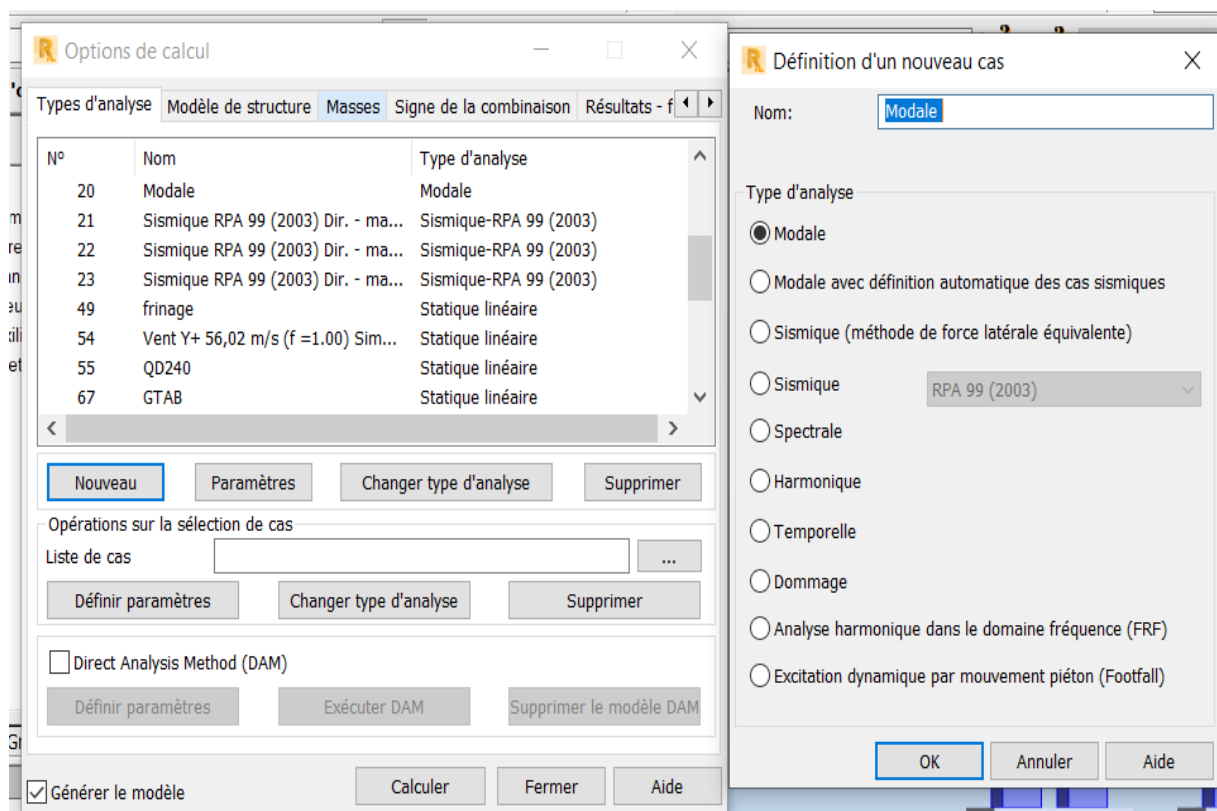 Options de calcul
Types d'analyse Modèle de structure Masses Signe de la combinaison Résultats - f
N° Nom Type d'analyse
20 Modale Modale
21 Sismique RPA 99 (2003) Dir. - ma... Sismique-RPA 99 (2003)
22 Sismique RPA 99 (2003) Dir. - ma... Sismique-RPA 99 (2003)
23 Sismique RPA 99 (2003) Dir. - ma... Sismique-RPA 99 (2003)
49 frinage Statique linéaire
54 Vent Y+ 56,02 m/s (f =1.00) Sim... Statique linéaire
55 QD240 Statique linéaire
67 GTAB Statique linéaire
Nouveau Paramètres Changer type d'analyse Supprimer
Opérations sur la sélection de cas
Liste de cas ...
Définir paramètres Changer type d'analyse Supprimer
Direct Analysis Method (DAM)
Définir paramètres Exécuter DAM Supprimer le modèle DAM
Générer le modèle Calculer Fermer Aide
Définition d'un nouveau cas
Nom: Modale
Type d'analyse
Modale
Modale avec définition automatique des cas sismiques
Sismique (méthode de force latérale équivalente)
Sismique RPA 99 (2003)
Spectrale
Harmonique
Temporelle
Dommage
Analyse harmonique dans le domaine fréquence (FRF)
Excitation dynamique par mouvement piéton (Footfall)
OK Annuler Aide